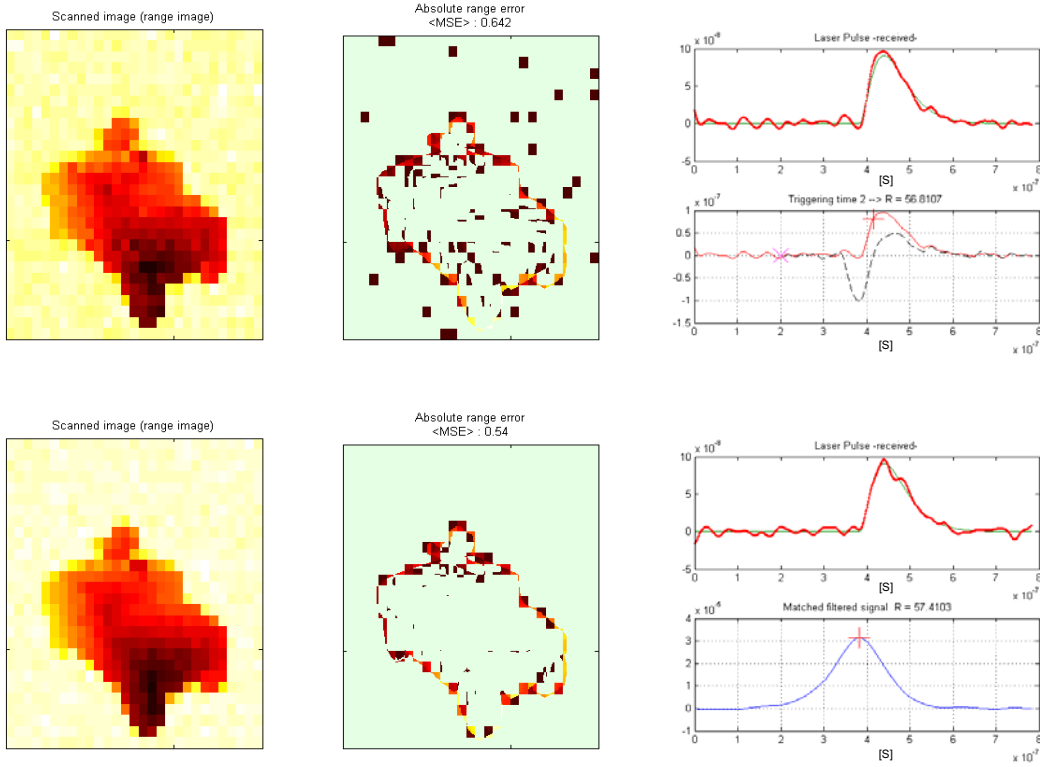 Scanned image (range image)
Absolute range error
<MSE> : 0.642
x 10^-8
Laser Pulse -received-
10
5
0
-5
0 1 2 3 4 5 6 7 8
[S]
x 10^-7
x 10^-7
Triggering time 2 --> R = 56.8107
1
0.5
0
-0.5
-1
-1.5
0 1 2 3 4 5 6 7 8
[S]
x 10^-7
Scanned image (range image)
Absolute range error
<MSE> : 0.54
x 10^-8
Laser Pulse -received-
10
5
0
-5
0 1 2 3 4 5 6 7 8
[S]
x 10^-7
x 10^-6
Matched filtered signal R = 57.4103
4
3
2
1
0
-1
0 1 2 3 4 5 6 7 8
[S]
x 10^-7